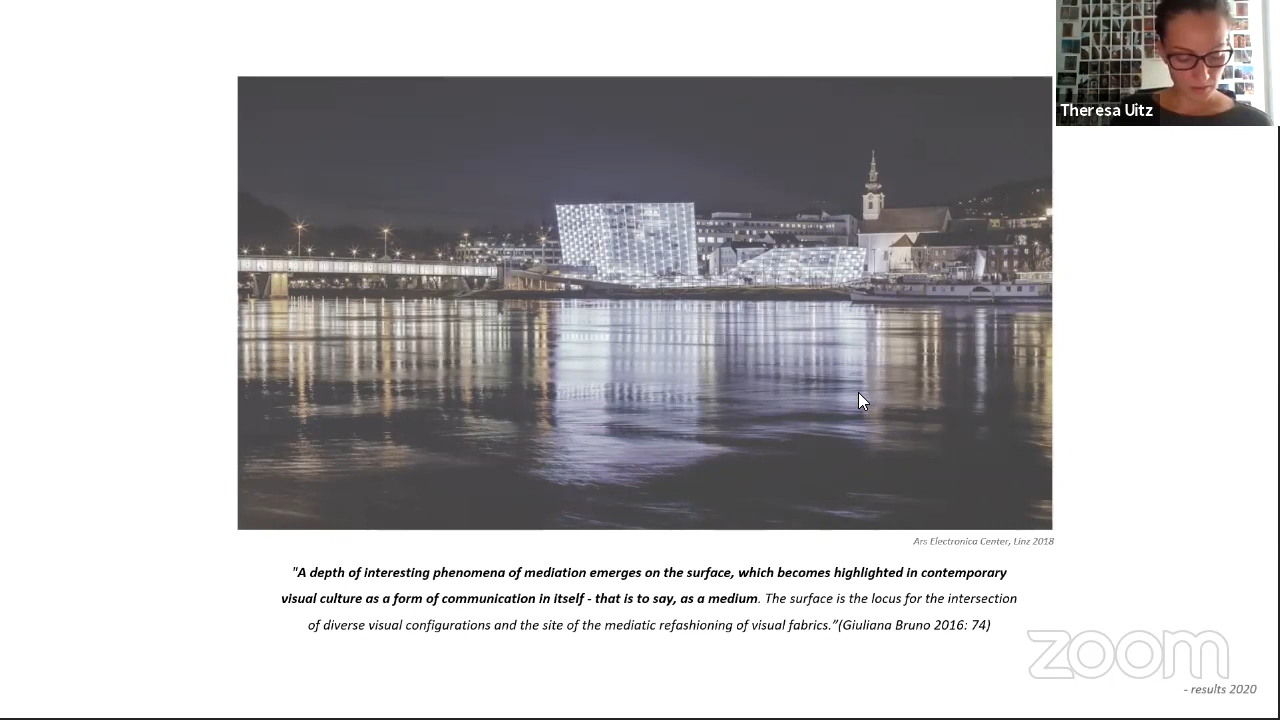 Theresa Uitz
Ars Electronica Center, Linz 2018
"A depth of interesting phenomena of mediation emerges on the surface, which becomes highlighted in contemporary
visual culture as a form of communication in itself - that is to say, as a medium. The surface is the locus for the intersection
of diverse visual configurations and the site of the mediatic refashioning of visual fabrics.”(Giuliana Bruno 2016: 74)
zoom
- results 2020